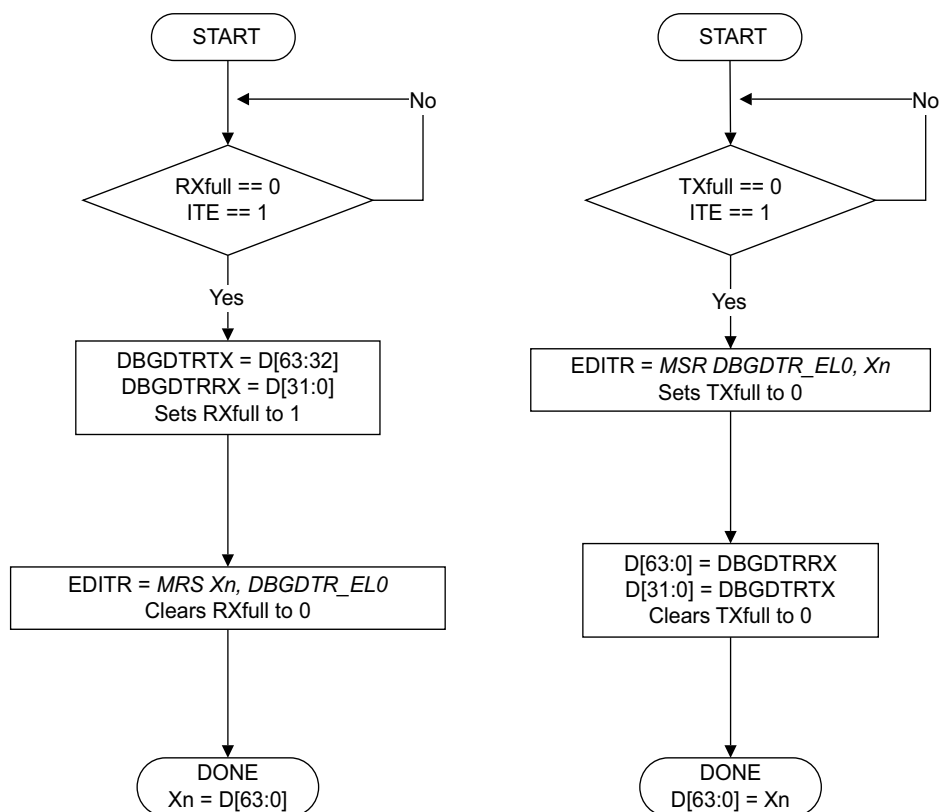 START
No
RXfull == 0
ITE == 1
Yes
DBGDTRTX = D[63:32]
DBGDTRRX = D[31:0]
Sets RXfull to 1
EDITR = MRS Xn, DBGDTR_EL0
Clears RXfull to 0
DONE
Xn = D[63:0]
START
No
TXfull == 0
ITE == 1
Yes
EDITR = MSR DBGDTR_EL0, Xn
Sets TXfull to 0
D[63:0] = DBGDTRRX
D[31:0] = DBGDTRTX
Clears TXfull to 0
DONE
D[63:0] = Xn